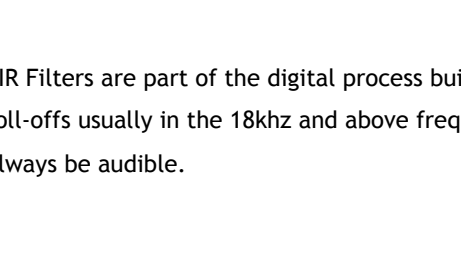 IR Filters are part of the digital process bui
oll-offs usually in the 18khz and above freq
lways be audible.